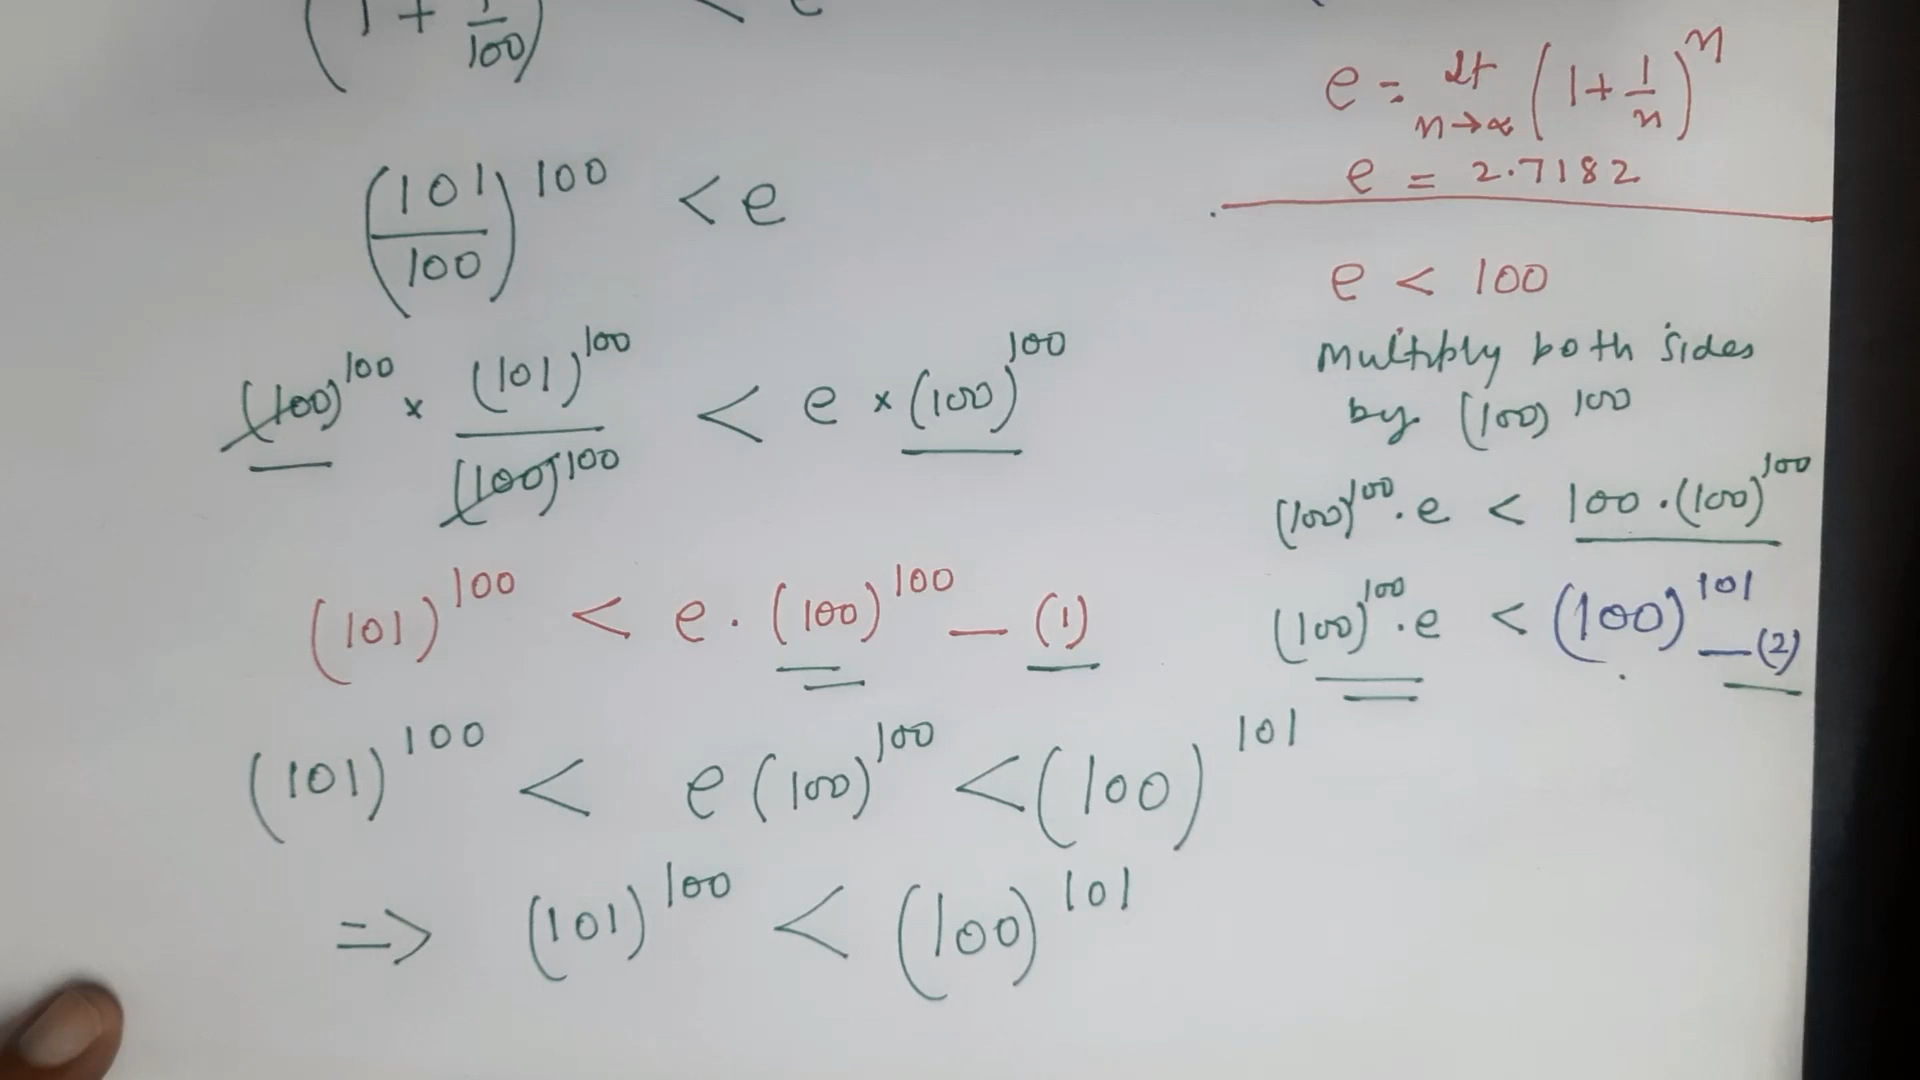 (1 + 1/100) < e
(101/100)^100 < e
(100)^100 × (101)^100/(100)^100 < e × (100)^100
(101)^100 < e · (100)^100 — (1)
(101)^100 < e (100)^100 < (100)^101
=> (101)^100 < (100)^101
e = Lt n→∞ (1 + 1/n)^n
e = 2.7182
e < 100
Multiply both sides
by (100)^100
(100)^100 . e < 100 . (100)^100
(100)^100 . e < (100)^101 — (2)